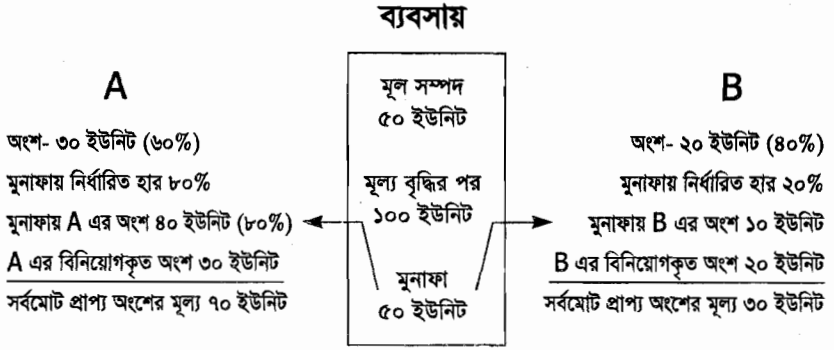 ব্যবসায়
A
অংশ- ৩০ ইউনিট (৬০%)
মুনাফায় নির্ধারিত হার ৮০%
মুনাফায় A এর অংশ ৪০ ইউনিট (৮০%)
A এর বিনিয়োগকৃত অংশ ৩০ ইউনিট
সর্বমোট প্রাপ্য অংশের মূল্য ৭০ ইউনিট
মূল সম্পদ
৫০ ইউনিট
মূল্য বৃদ্ধির পর
১০০ ইউনিট
মুনাফা
৫০ ইউনিট
B
অংশ- ২০ ইউনিট (৪০%)
মুনাফায় নির্ধারিত হার ২০%
মুনাফায় B এর অংশ ১০ ইউনিট
B এর বিনিয়োগকৃত অংশ ২০ ইউনিট
সর্বমোট প্রাপ্য অংশের মূল্য ৩০ ইউনিট